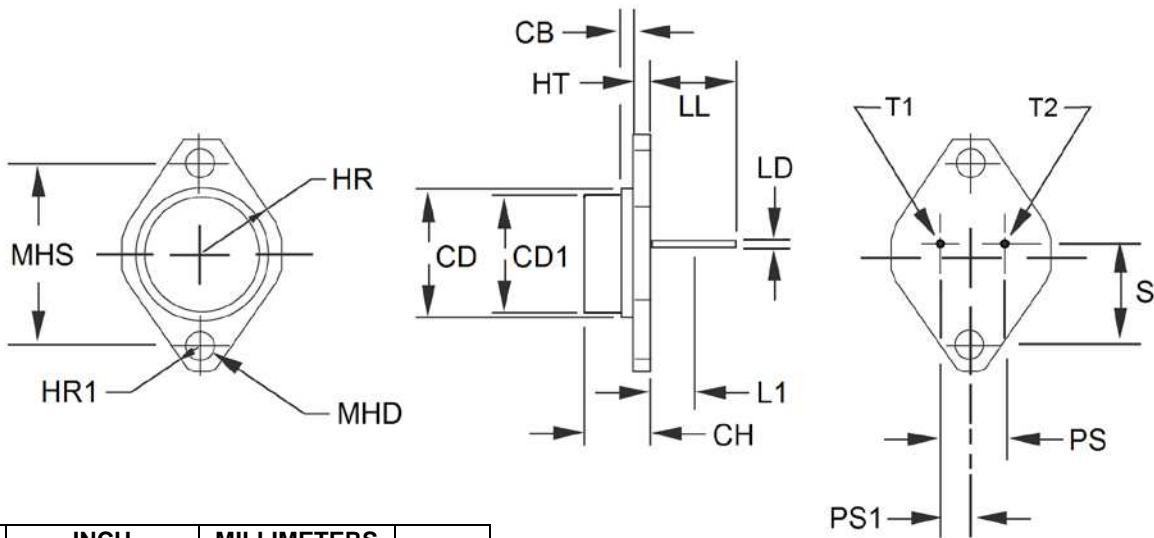 CB
HT
LL
T1
T2
HR
LD
MHS
CD
CD1
S
HR1
MHD
L1
CH
PS
PS1
INCH
MILLIMETERS